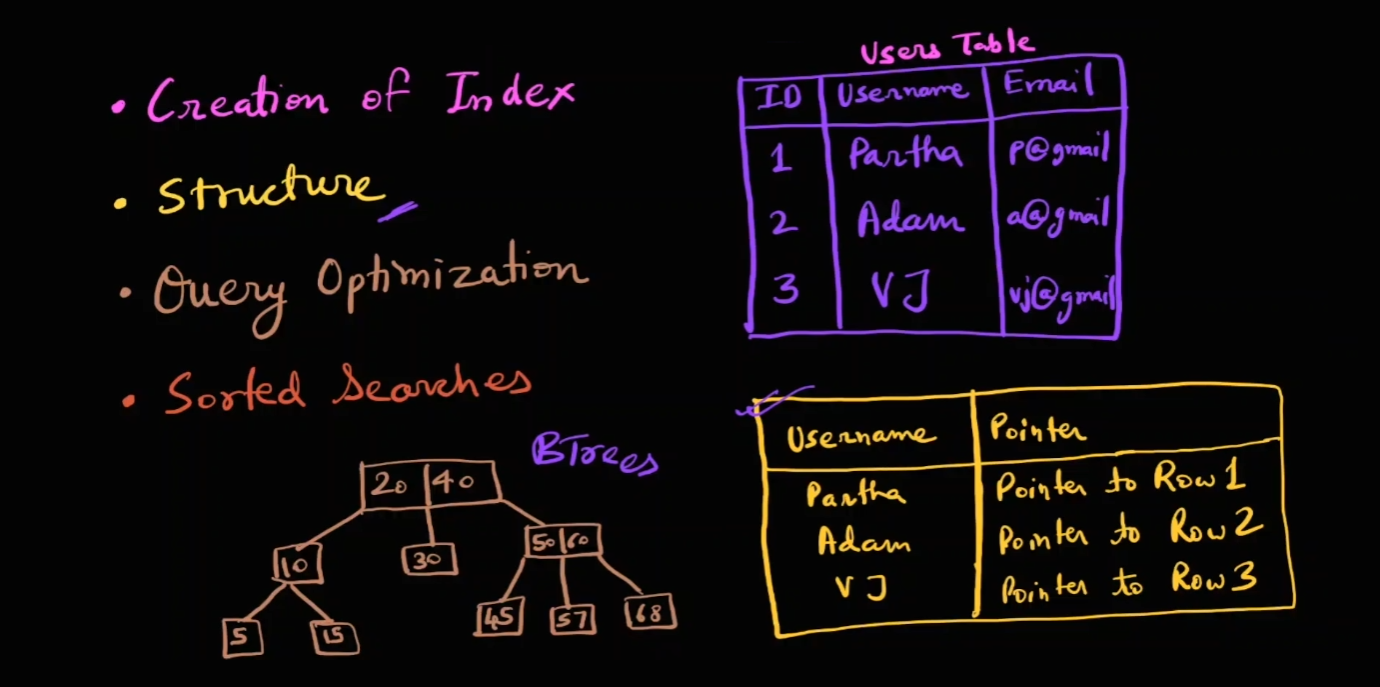 • Creation of Index
• Structure
• Query Optimization
• Sorted Searches
BTrees
20 40
10 30 50 60
5 15 45 57 68
Users Table
ID Username Email
1 Partha p@gmail
2 Adam a@gmail
3 VJ vj@gmail
Username Pointer
Partha Pointer to Row 1
Adam Pointer to Row 2
VJ Pointer to Row 3